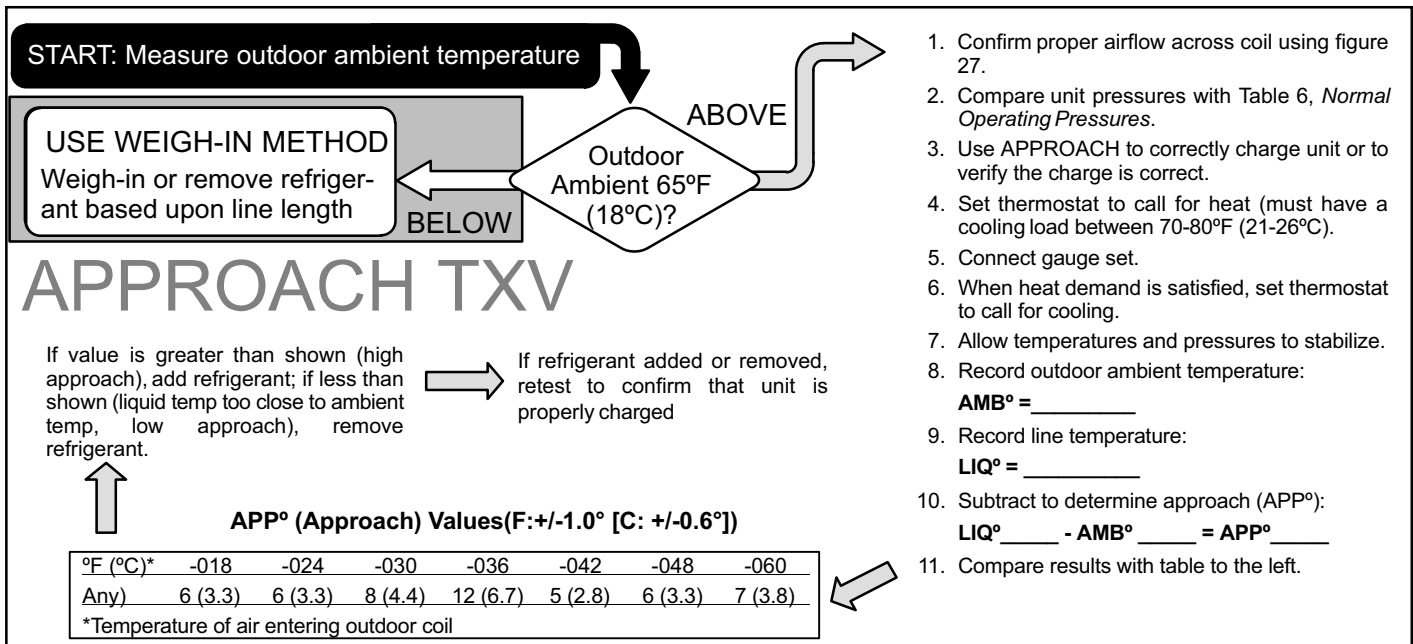 START: Measure outdoor ambient temperature
USE WEIGH-IN METHOD
Weigh-in or remove refriger-
ant based upon line length
BELOW
ABOVE
Outdoor
Ambient 65ºF
(18ºC)?
APPROACH TXV
If value is greater than shown (high
approach), add refrigerant; if less than
shown (liquid temp too close to ambient
temp, low approach), remove
refrigerant.
If refrigerant added or removed,
retest to confirm that unit is
properly charged
APPº (Approach) Values(F:+/-1.0° [C: +/-0.6°])
ºF (ºC)* -018 -024 -030 -036 -042 -048 -060
Any) 6 (3.3) 6 (3.3) 8 (4.4) 12 (6.7) 5 (2.8) 6 (3.3) 7 (3.8)
*Temperature of air entering outdoor coil
1. Confirm proper airflow across coil using figure
27.
2. Compare unit pressures with Table 6, Normal
Operating Pressures.
3. Use APPROACH to correctly charge unit or to
verify the charge is correct.
4. Set thermostat to call for heat (must have a
cooling load between 70-80ºF (21-26ºC).
5. Connect gauge set.
6. When heat demand is satisfied, set thermostat
to call for cooling.
7. Allow temperatures and pressures to stabilize.
8. Record outdoor ambient temperature:
AMBº =_________
9. Record line temperature:
LIQº = __________
10. Subtract to determine approach (APPº):
LIQº_____ - AMBº _____ = APPº_____
11. Compare results with table to the left.